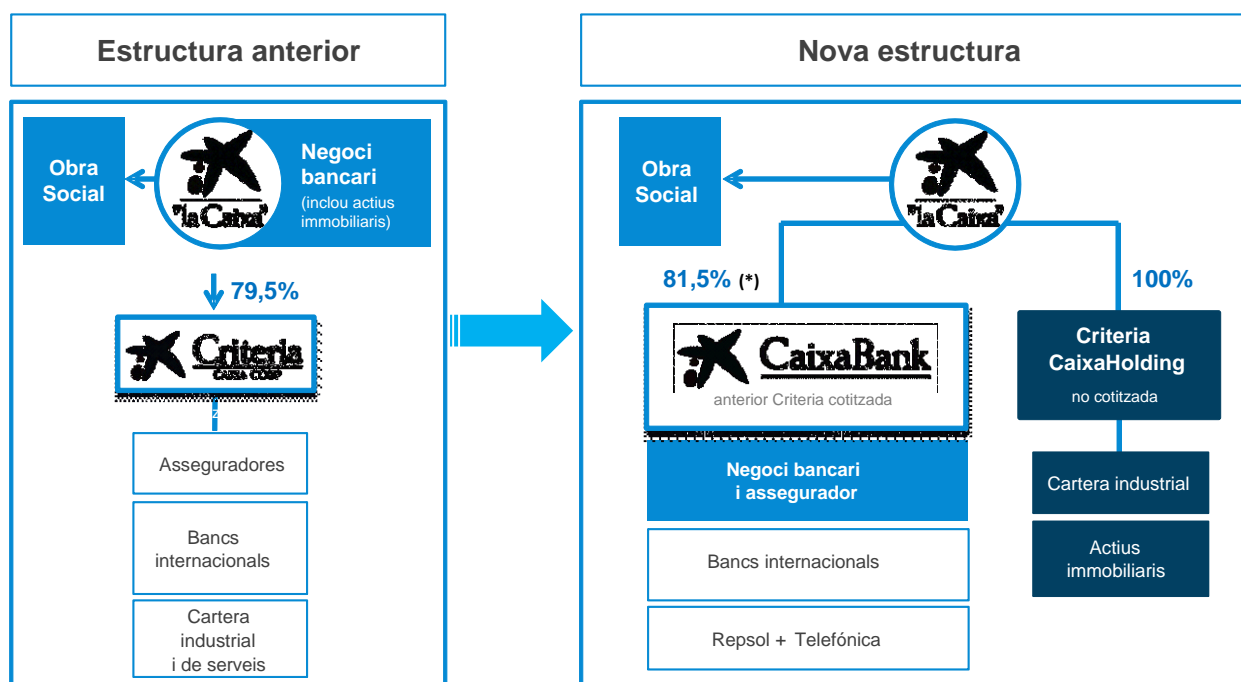 Estructura anterior
Obra
Social
"la Caixa"
Negoci
bancari
(inclou actius
immobiliaris)
79,5%
Criteria
CAIXA CORP
z
Asseguradores
Bancs
internacionals
Cartera
industrial
i de serveis
Nova estructura
Obra
Social
"la Caixa"
81,5% (*)
100%
CaixaBank
anterior Criteria cotitzada
Negoci bancari
i assegurador
Bancs internacionals
Repsol + Telefónica
Criteria
CaixaHolding
no cotitzada
Cartera industrial
Actius
immobiliaris